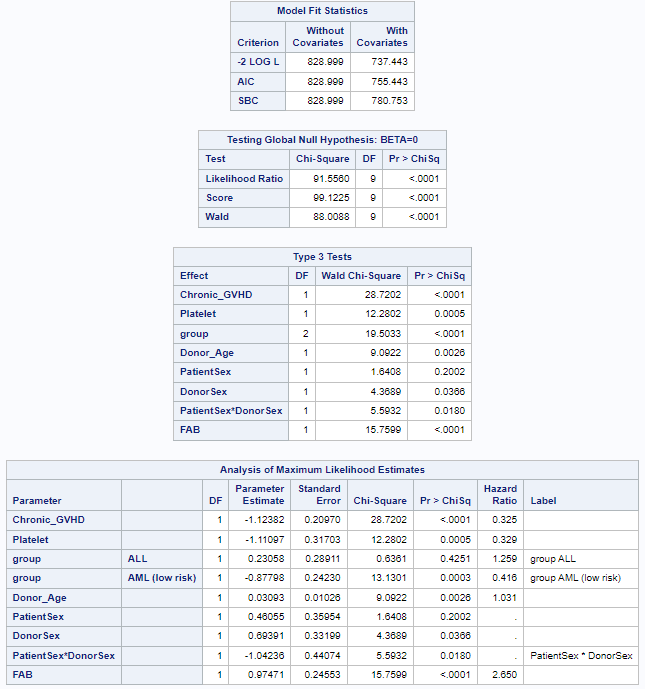 Model Fit Statistics
Criterion Without Covariates With Covariates
-2 LOG L 828.999 737.443
AIC 828.999 755.443
SBC 828.999 780.753
Testing Global Null Hypothesis: BETA=0
Test Chi-Square DF Pr > ChiSq
Likelihood Ratio 91.5560 9 <.0001
Score 99.1225 9 <.0001
Wald 88.0088 9 <.0001
Type 3 Tests
Effect DF Wald Chi-Square Pr > ChiSq
Chronic_GVHD 1 28.7202 <.0001
Platelet 1 12.2802 0.0005
group 2 19.5033 <.0001
Donor_Age 1 9.0922 0.0026
PatientSex 1 1.6408 0.2002
DonorSex 1 4.3689 0.0366
PatientSex*DonorSex 1 5.5932 0.0180
FAB 1 15.7599 <.0001
Analysis of Maximum Likelihood Estimates
Parameter DF Parameter Estimate Standard Error Chi-Square Pr > ChiSq Hazard Ratio Label
Chronic_GVHD 1 -1.12382 0.20970 28.7202 <.0001 0.325
Platelet 1 -1.11097 0.31703 12.2802 0.0005 0.329
group ALL 1 0.23058 0.28911 0.6361 0.4251 1.259 group ALL
group AML (low risk) 1 -0.87798 0.24230 13.1301 0.0003 0.416 group AML (low risk)
Donor_Age 1 0.03093 0.01026 9.0922 0.0026 1.031
PatientSex 1 0.46055 0.35954 1.6408 0.2002 .
DonorSex 1 0.69391 0.33199 4.3689 0.0366 .
PatientSex*DonorSex 1 -1.04236 0.44074 5.5932 0.0180 . PatientSex * DonorSex
FAB 1 0.97471 0.24553 15.7599 <.0001 2.650